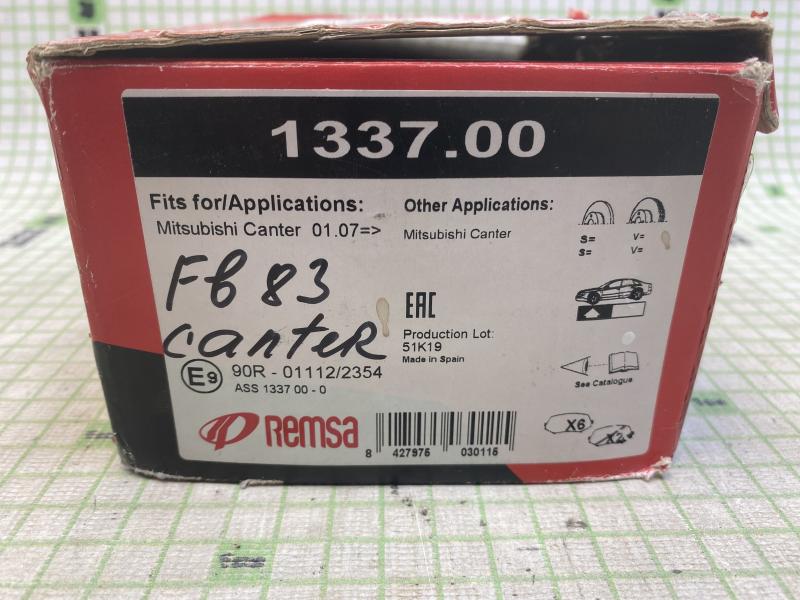 1337.00
Fits for/Applications:
Mitsubishi Canter 01.07=>
Other Applications:
Mitsubishi Canter
S= V=
S= V=
Fb 83
canteR
EAC
Production Lot:
51K19
Made in Spain
E9 90R - 01112/2354
ASS 1337 00 - 0
See Catalogue
Remsa
8 427975 030115
X6
X2